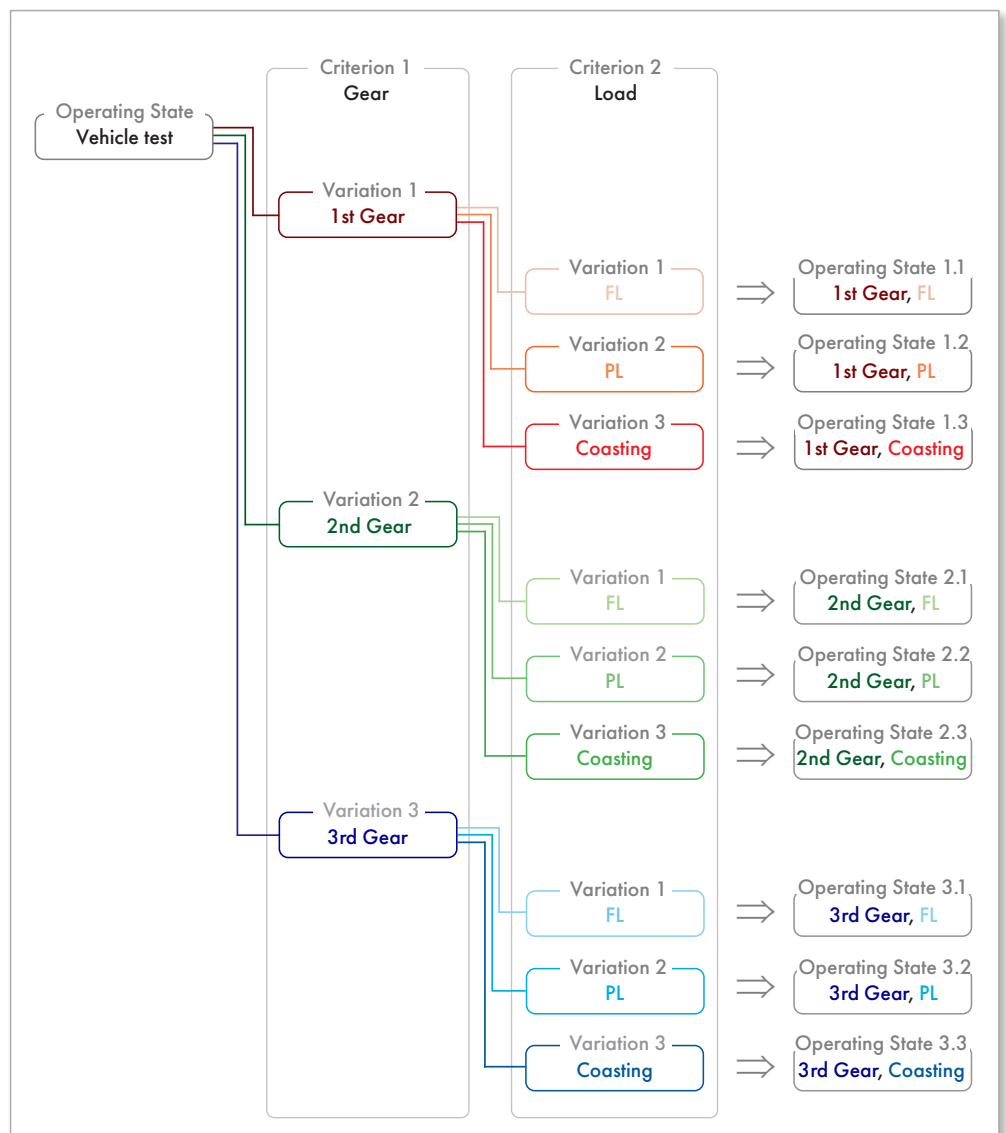 Criterion 1
Gear
Criterion 2
Load
Operating State
Vehicle test
Variation 1
1st Gear
Variation 1
FL
Operating State 1.1
1st Gear, FL
Variation 2
PL
Operating State 1.2
1st Gear, PL
Variation 3
Coasting
Operating State 1.3
1st Gear, Coasting
Variation 2
2nd Gear
Variation 1
FL
Operating State 2.1
2nd Gear, FL
Variation 2
PL
Operating State 2.2
2nd Gear, PL
Variation 3
Coasting
Operating State 2.3
2nd Gear, Coasting
Variation 3
3rd Gear
Variation 1
FL
Operating State 3.1
3rd Gear, FL
Variation 2
PL
Operating State 3.2
3rd Gear, PL
Variation 3
Coasting
Operating State 3.3
3rd Gear, Coasting